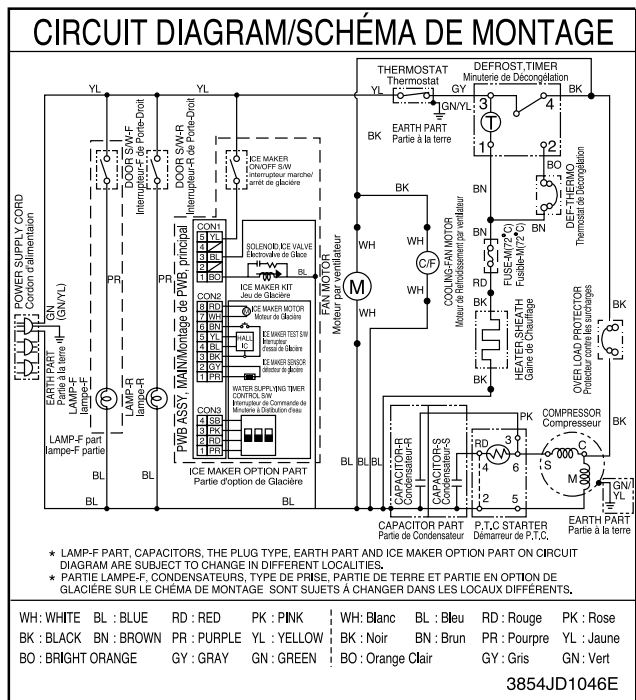 CIRCUIT DIAGRAM/SCHÉMA DE MONTAGE
THERMOSTAT
Thermostat
DEFROST,TIMER
Minuterie de Décongélation
YL
YL
YL
GY
BK
GN/YL
3
4
T
1
2
EARTH PART
Partie à la terre
BK
BO
BN
DEF-THERMO
Thermostat de Décongélation
BN
BN
FUSE-M(72°C)
Fusible-M(72°C)
RD
BK
HEATER,SHEATH
Gaine de Chauffage
BK
DOOR S/W-F
Interrupteur-F de Porte-Droit
DOOR S/W-R
Interrupteur-R de Porte-Droit
ICE MAKER
ON/OFF S/W
interrupteur marche/
arrét de glacière
POWER SUPPLY CORD
Cordon d'alimentaion
GN
(GN/YL)
EARTH PART
Partie à la terre
PR
PR
LAMP-F
lampe-F
LAMP-R
lampe-R
LAMP-F part
lampe-F partie
BL
BL
BL
BL
PWB ASSY, MAIN/Montage de PWB, principal
CON1
5 YL
4
3 BL
2
1 BO
SOLENOID,ICE VALVE
Électrovalve de Glace
BL
ICE MAKER KIT
Jeu de Glacière
CON2
8 RD
7 WH
6 BN
5 YL
4 BL
3 BK
2 GY
1 PR
M
ICE MAKER MOTOR
Moteur de Glacière
HALL
IC
ICE MAKER TEST S/W
Interrupteur
d'essai de glacière
ICE MAKER SENSOR
détecteur de glacière
WATER SUPPLYING TIMER
CONTROL S/W
Interrupteur de Commande de
Minuterie à Distribution d'eau
CON3
4 SB
3 PK
2 RD
1 PR
ICE MAKER OPTION PART
Partie d'option de Glacière
FAN MOTOR
Moteur par ventilateur
WH
M
WH
BK
WH
C/F
WH
COOLING-FAN MOTOR
Moteur de Refroidissement par ventilateur
BL BL BL
OVER LOAD PROTECTOR
Protecteur contre les surcharges
BK
BK
CAPACITOR-R
Condensateur-R
CAPACITOR-S
Condensateur-S
CAPACITOR PART
Partie de Condensateur
PK
RD
3
4
6
2
5
P.T.C STARTER
Démarreur de P.T.C.
COMPRESSOR
Compresseur
S
C
M
GN/
YL
EARTH PART
Partie à la terre
* LAMP-F PART, CAPACITORS, THE PLUG TYPE, EARTH PART AND ICE MAKER OPTION PART ON CIRCUIT
DIAGRAM ARE SUBJECT TO CHANGE IN DIFFERENT LOCALITIES.
* PARTIE LAMPE-F, CONDENSATEURS, TYPE DE PRISE, PARTIE DE TERRE ET PARTIE EN OPTION DE
GLACIÉRE SUR LE CHÉMA DE MONTAGE SONT SUJETS Á CHANGER DANS LES LOCAUX DIFFÉRENTS.
WH: WHITE BL : BLUE RD : RED PK : PINK
BK : BLACK BN : BROWN PR : PURPLE YL : YELLOW
BO : BRIGHT ORANGE GY : GRAY GN : GREEN
WH: Blanc BL : Bleu RD : Rouge PK : Rose
BK : Noir BN : Brun PR : Pourpre YL : Jaune
BO : Orange Clair GY : Gris GN : Vert
3854JD1046E